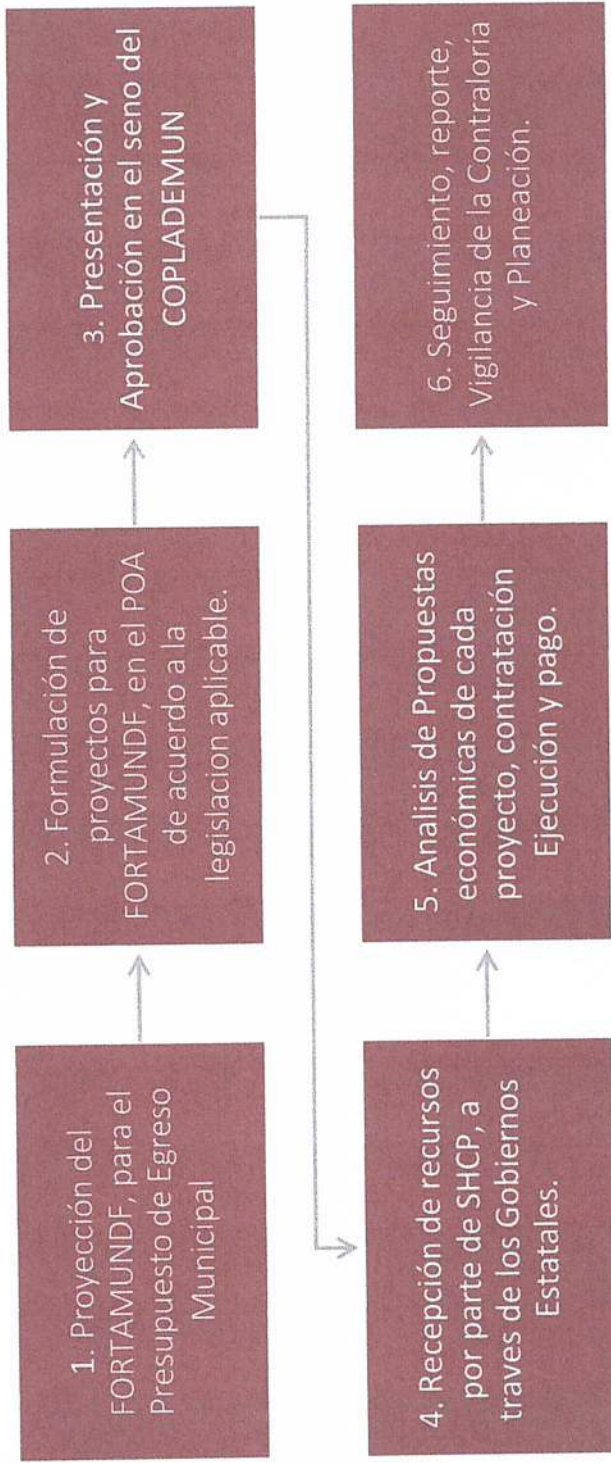 1. Proyección del
FORTAMUNDF, para el
Presupuesto de Egreso
Municipal
2. Formulación de
proyectos para
FORTAMUNDF, en el POA
de acuerdo a la
legislacion aplicable.
3. Presentación y
Aprobación en el seno del
COPLADEMUN
4. Recepción de recursos
por parte de SHCP, a
traves de los Gobiernos
Estatales.
5. Analisis de Propuestas
económicas de cada
proyecto, contratación
Ejecución y pago.
6. Seguimiento, reporte,
Vigilancia de la Contraloría
y Planeación.